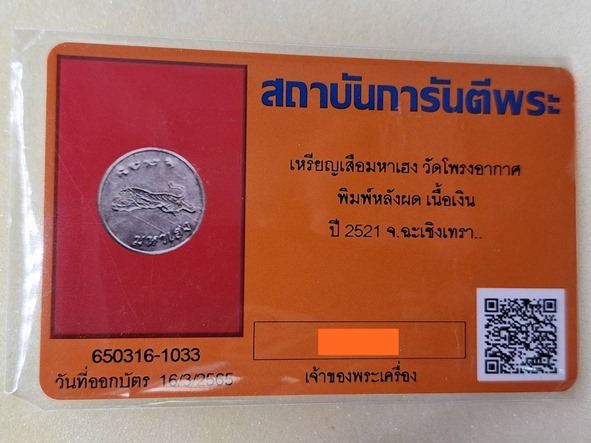 สถาบันการันตีพระ
เหรียญเสือมหาเฮง วัดโพรงอากาศ
พิมพ์หลังผด เนื้อเงิน
ปี 2521 จ.ฉะเชิงเทรา..
มหาเฮง
650316-1033
วันที่ออกบัตร 16/3/2565
เจ้าของพระเครื่อง